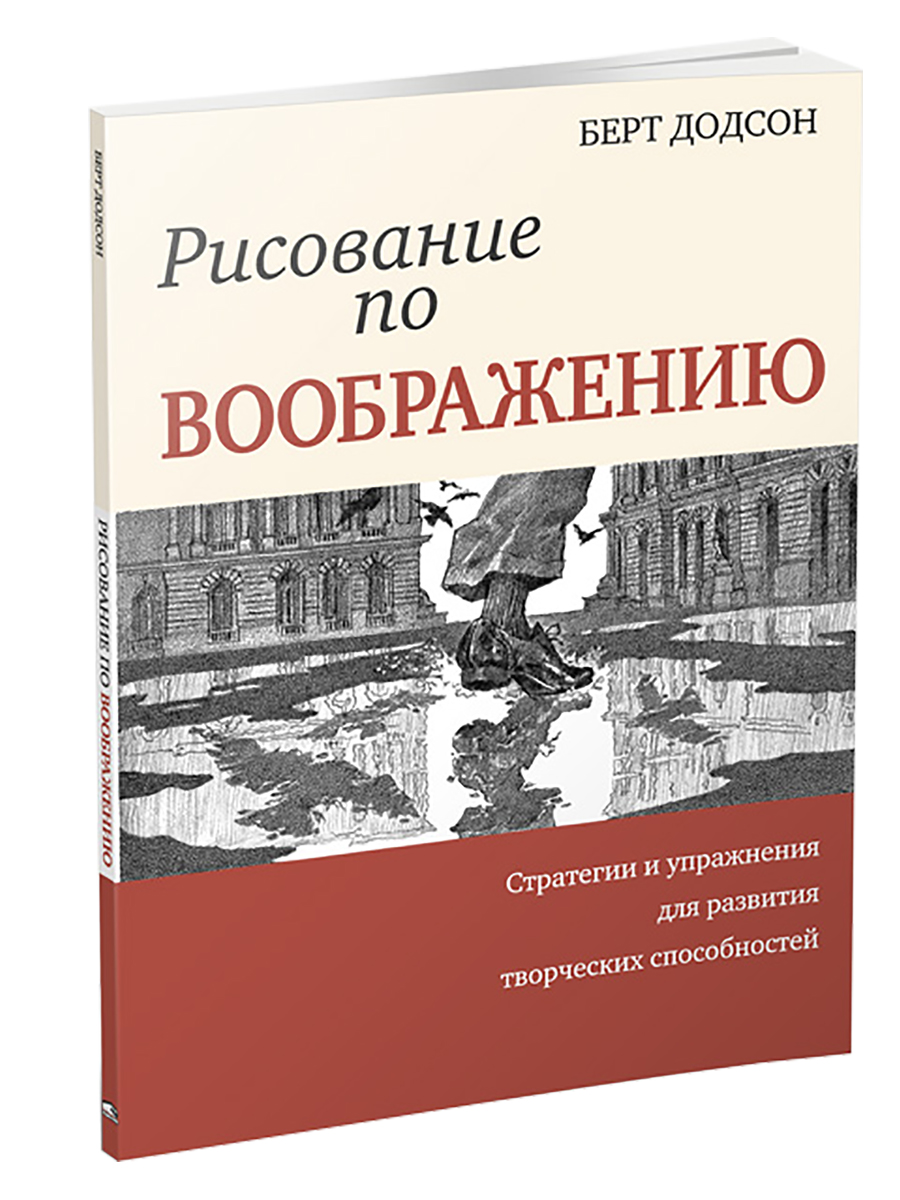 БЕРТ ДОДСОН
Рисование
по
ВООБРАЖЕНИЮ
Стратегии и упражнения
для развития
творческих способностей
БЕРТ ДОДСОН
РИСОВАНИЕ ПО ВООБРАЖЕНИЮ